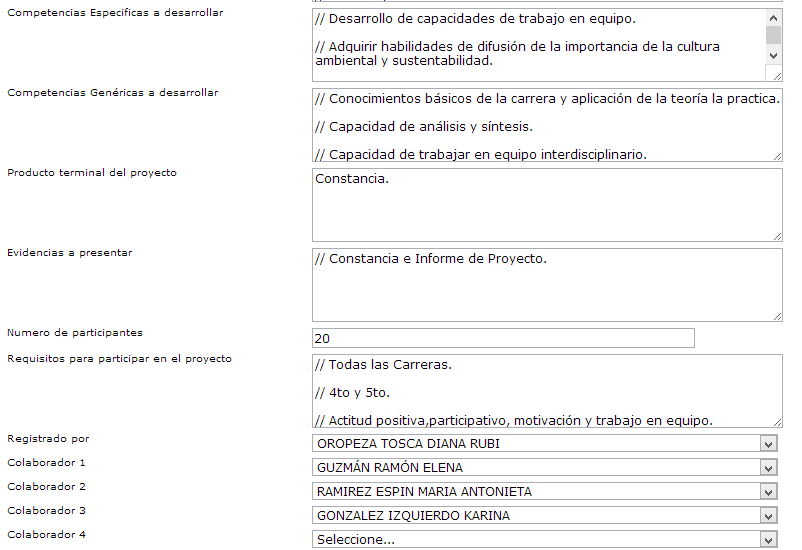 Competencias Especificas a desarrollar
// Desarrollo de capacidades de trabajo en equipo.
// Adquirir habilidades de difusión de la importancia de la cultura
ambiental y sustentabilidad.
Competencias Genéricas a desarrollar
// Conocimientos básicos de la carrera y aplicación de la teoría la practica.
// Capacidad de análisis y síntesis.
// Capacidad de trabajar en equipo interdisciplinario.
Producto terminal del proyecto
Constancia.
Evidencias a presentar
// Constancia e Informe de Proyecto.
Numero de participantes
20
Requisitos para participar en el proyecto
// Todas las Carreras.
// 4to y 5to.
// Actitud positiva,participativo, motivación y trabajo en equipo.
Registrado por
OROPEZA TOSCA DIANA RUBI
Colaborador 1
GUZMÁN RAMÓN ELENA
Colaborador 2
RAMIREZ ESPIN MARIA ANTONIETA
Colaborador 3
GONZALEZ IZQUIERDO KARINA
Colaborador 4
Seleccione...